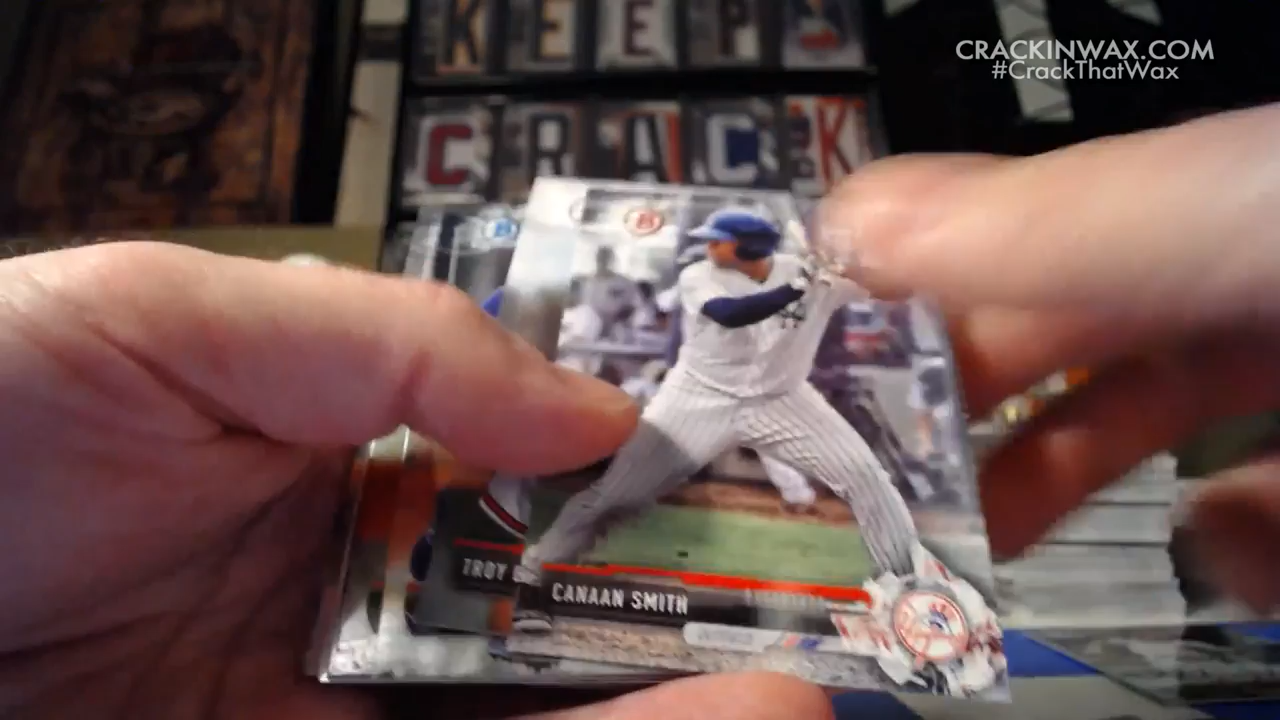 KEEP
CRACKINWAX.COM
#CrackThatWax
CRACK
B
B
TROY
CANAAN SMITH